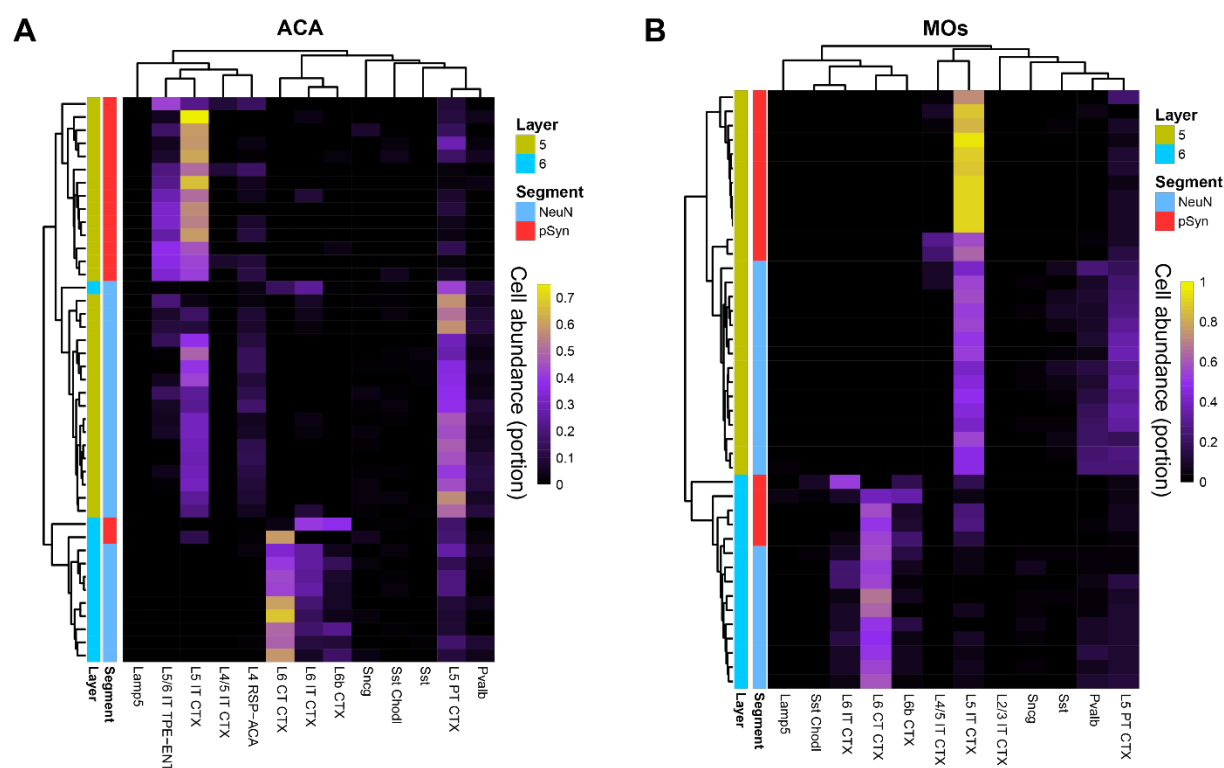 A
ACA
Layer
5
6
Segment
NeuN
pSyn
Cell abundance (portion)
0.7
0.6
0.5
0.4
0.3
0.2
0.1
0
Layer
Segment
Lamp5
L5/6 IT TPE-ENT
L5 IT CTX
L4/5 IT CTX
L4 RSP-ACA
L6 CT CTX
L6 IT CTX
L6b CTX
Sncg
Sst Chodl
Sst
L5 PT CTX
Pvalb
B
MOs
Layer
5
6
Segment
NeuN
pSyn
Cell abundance (portion)
1
0.8
0.6
0.4
0.2
0
Layer
Segment
Lamp5
Sst Chodl
L6 IT CTX
L6 CT CTX
L6b CTX
L4/5 IT CTX
L5 IT CTX
L2/3 IT CTX
Sncg
Sst
Pvalb
L5 PT CTX